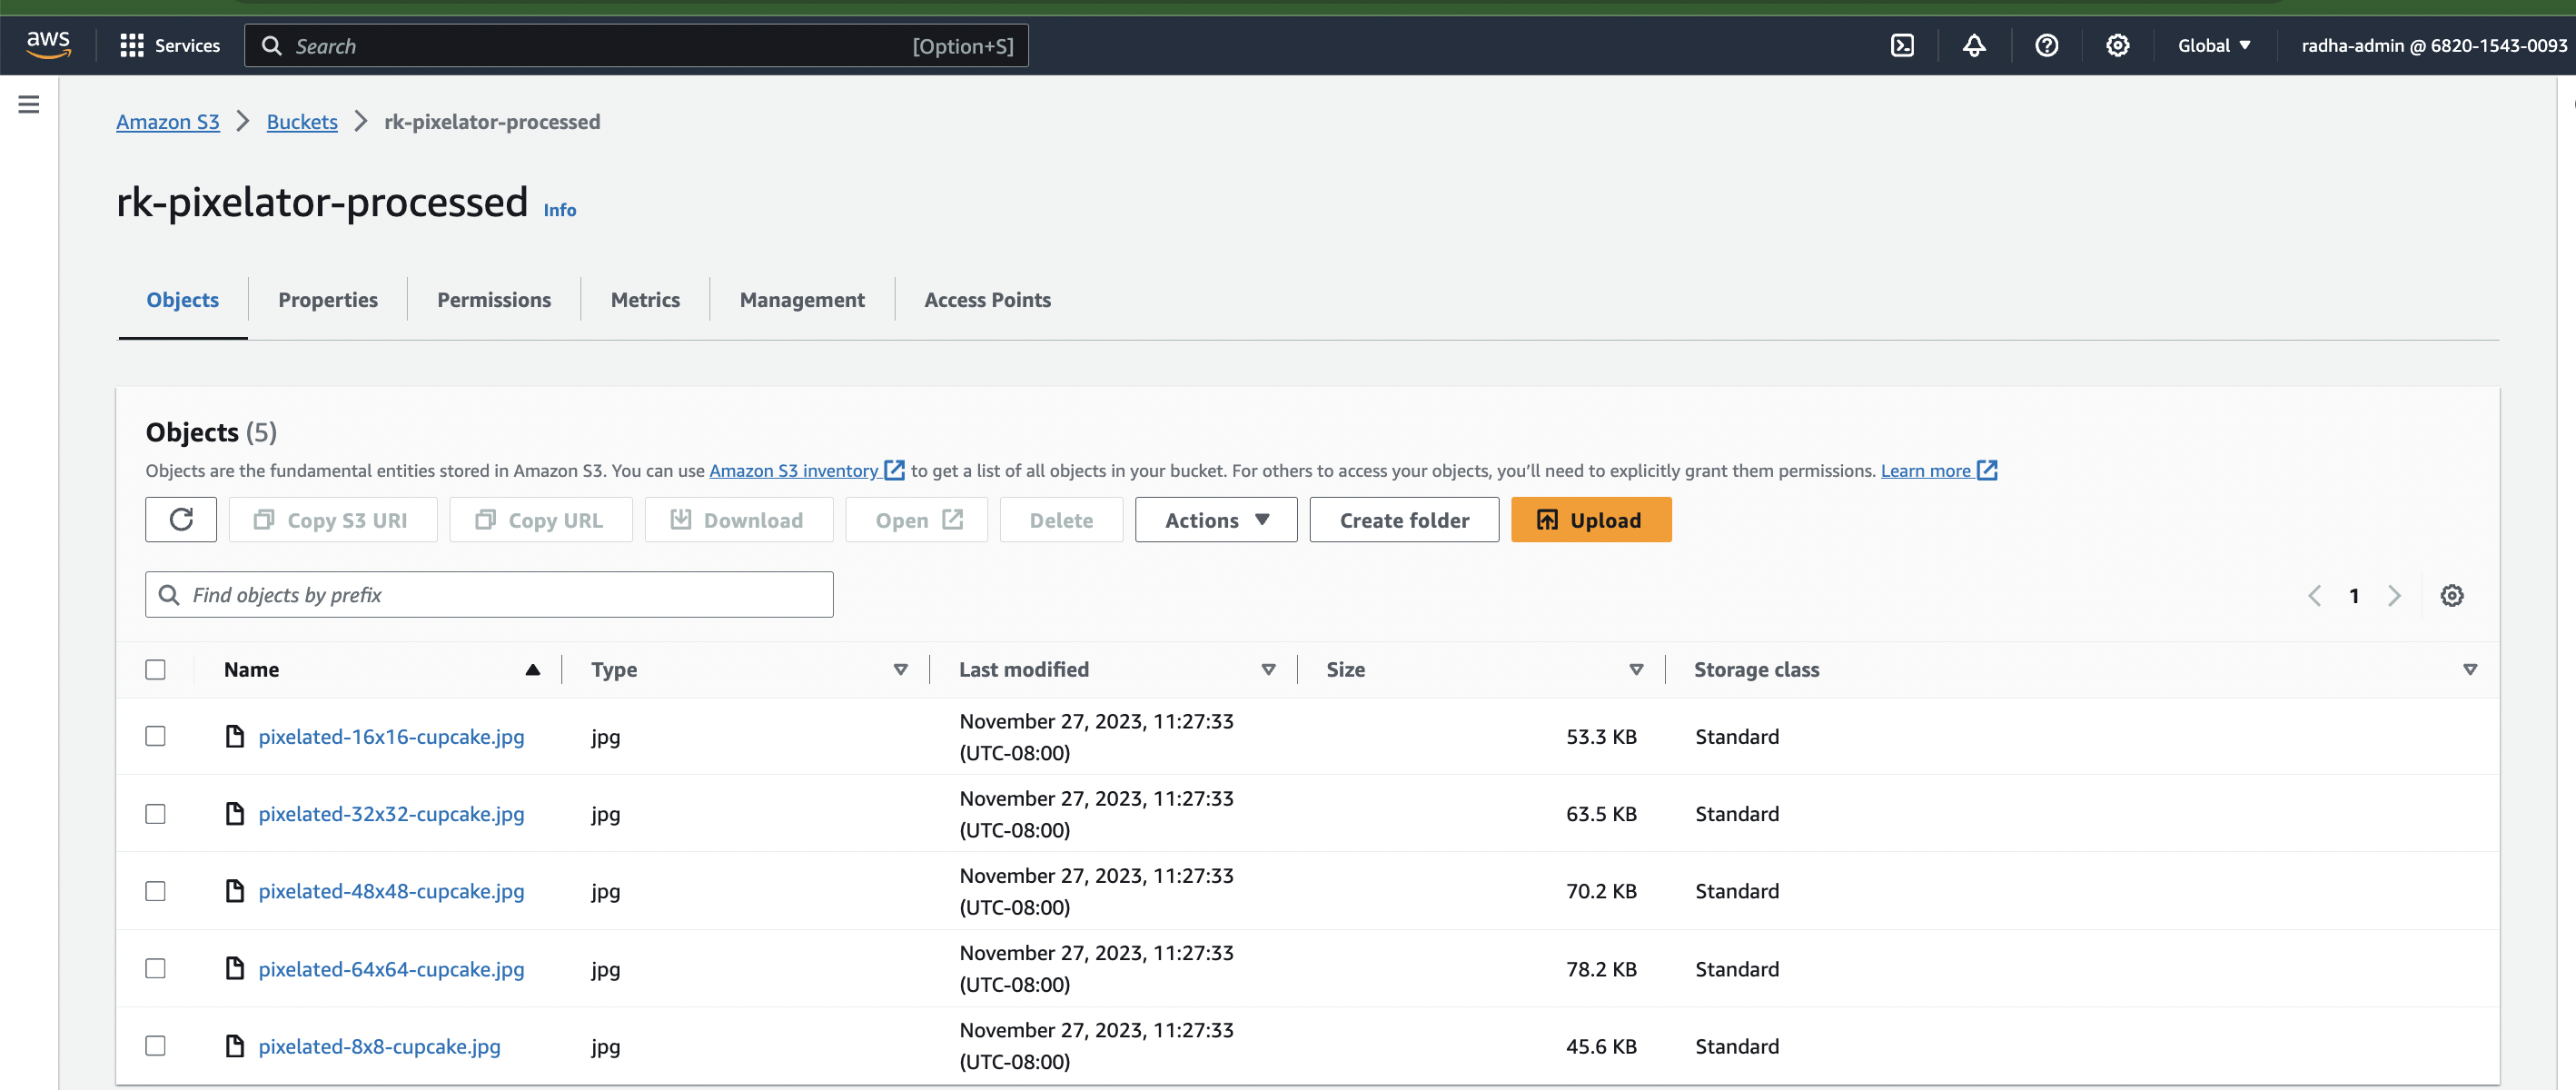 aws Services Search [Option+S] Global radha-admin @ 6820-1543-0093
Amazon S3 Buckets rk-pixelator-processed
rk-pixelator-processed Info
Objects Properties Permissions Metrics Management Access Points
Objects (5)
Objects are the fundamental entities stored in Amazon S3. You can use Amazon S3 inventory to get a list of all objects in your bucket. For others to access your objects, you’ll need to explicitly grant them permissions. Learn more
Copy S3 URI Copy URL Download Open Delete Actions Create folder Upload
Find objects by prefix 1
Name Type Last modified Size Storage class
pixelated-16x16-cupcake.jpg jpg November 27, 2023, 11:27:33 (UTC-08:00) 53.3 KB Standard
pixelated-32x32-cupcake.jpg jpg November 27, 2023, 11:27:33 (UTC-08:00) 63.5 KB Standard
pixelated-48x48-cupcake.jpg jpg November 27, 2023, 11:27:33 (UTC-08:00) 70.2 KB Standard
pixelated-64x64-cupcake.jpg jpg November 27, 2023, 11:27:33 (UTC-08:00) 78.2 KB Standard
pixelated-8x8-cupcake.jpg jpg November 27, 2023, 11:27:33 (UTC-08:00) 45.6 KB Standard